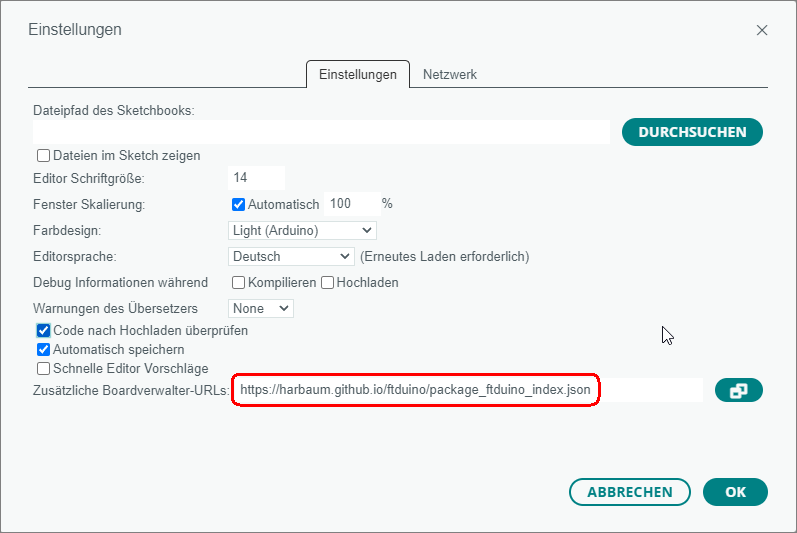 Einstellungen
Einstellungen Netzwerk
Dateipfad des Sketchbooks:
DURCHSUCHEN
Dateien im Sketch zeigen
Editor Schriftgröße: 14
Fenster Skalierung: Automatisch 100 %
Farbdesign: Light (Arduino)
Editorsprache: Deutsch (Erneutes Laden erforderlich)
Debug Informationen während Kompilieren Hochladen
Warnungen des Übersetzers None
Code nach Hochladen überprüfen
Automatisch speichern
Schnelle Editor Vorschläge
Zusätzliche Boardverwalter-URLs: https://harbaum.github.io/ftduino/package_ftduino_index.json
ABBRECHEN OK